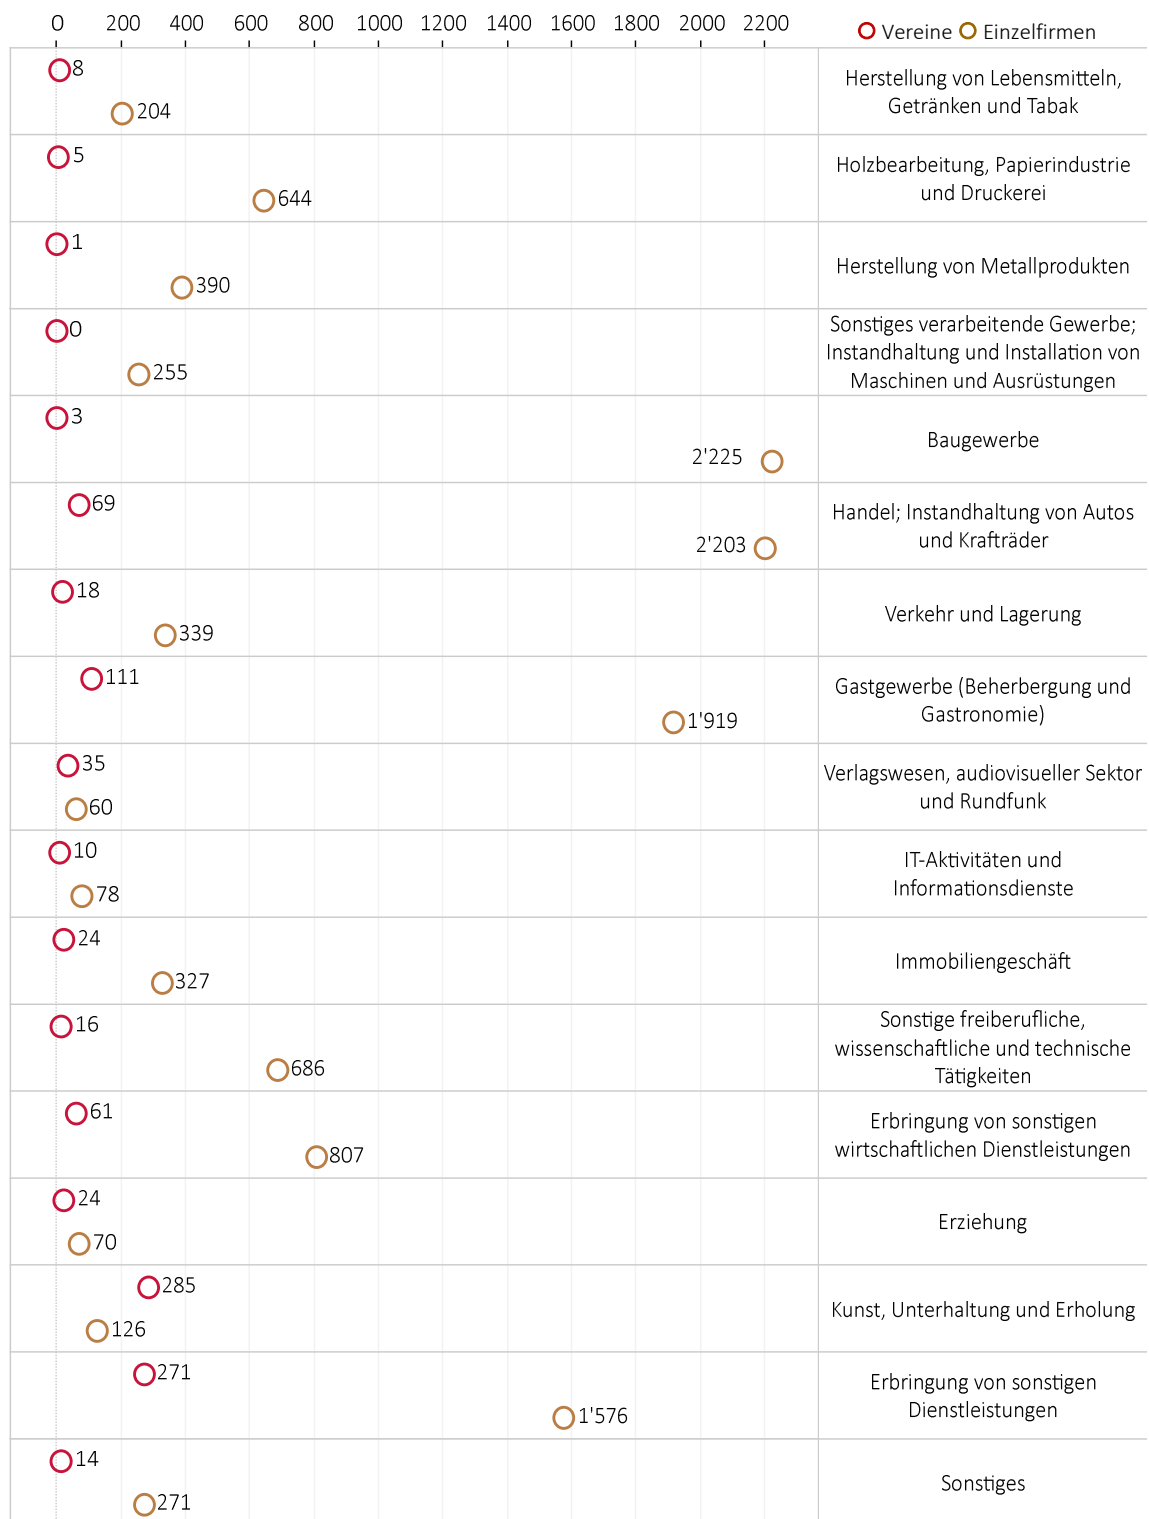 0 200 400 600 800 1000 1200 1400 1600 1800 2000 2200
Vereine Einzelfirmen
8
204
Herstellung von Lebensmitteln,
Getränken und Tabak
5
644
Holzbearbeitung, Papierindustrie
und Druckerei
1
390
Herstellung von Metallprodukten
0
255
Sonstiges verarbeitende Gewerbe;
Instandhaltung und Installation von
Maschinen und Ausrüstungen
3
2'225
Baugewerbe
69
2'203
Handel; Instandhaltung von Autos
und Krafträder
18
339
Verkehr und Lagerung
111
1'919
Gastgewerbe (Beherbergung und
Gastronomie)
35
60
Verlagswesen, audiovisueller Sektor
und Rundfunk
10
78
IT-Aktivitäten und
Informationsdienste
24
327
Immobiliengeschäft
16
686
Sonstige freiberufliche,
wissenschaftliche und technische
Tätigkeiten
61
807
Erbringung von sonstigen
wirtschaftlichen Dienstleistungen
24
70
Erziehung
285
126
Kunst, Unterhaltung und Erholung
271
1'576
Erbringung von sonstigen
Dienstleistungen
14
271
Sonstiges